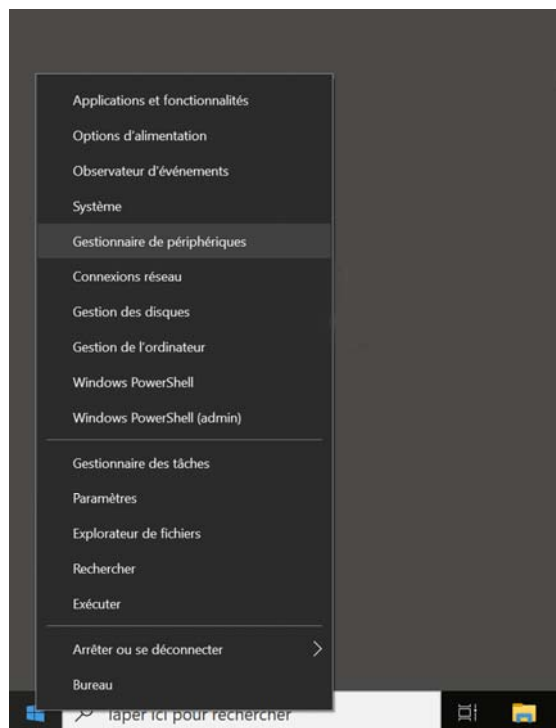 Applications et fonctionnalités
Options d'alimentation
Observateur d'événements
Système
Gestionnaire de périphériques
Connexions réseau
Gestion des disques
Gestion de l'ordinateur
Windows PowerShell
Windows PowerShell (admin)
Gestionnaire des tâches
Paramètres
Explorateur de fichiers
Rechercher
Exécuter
Arrêter ou se déconnecter
Bureau
Taper ici pour rechercher